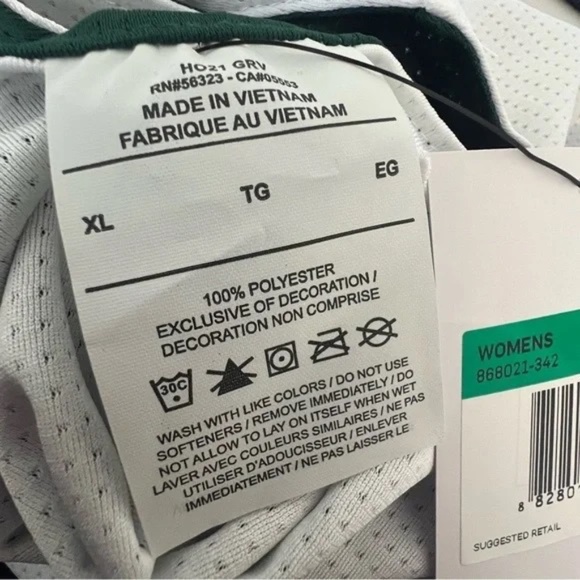 HO21 GRV
RN#56323 - CA#05553
MADE IN VIETNAM
FABRIQUE AU VIETNAM
XL TG EG
100% POLYESTER
EXCLUSIVE OF DECORATION /
DECORATION NON COMPRISE
30C
WASH WITH LIKE COLORS / DO NOT USE
SOFTENERS / REMOVE IMMEDIATELY / DO
NOT ALLOW TO LAY ON ITSELF WHEN WET
LAVER AVEC COULEURS SIMILAIRES / NE PAS
UTILISER D'ADOUCISSEUR / ENLEVER
IMMEDIATEMENT / NE PAS LAISSER LE
WOMENS
868021-342
8 82801
SUGGESTED RETAIL